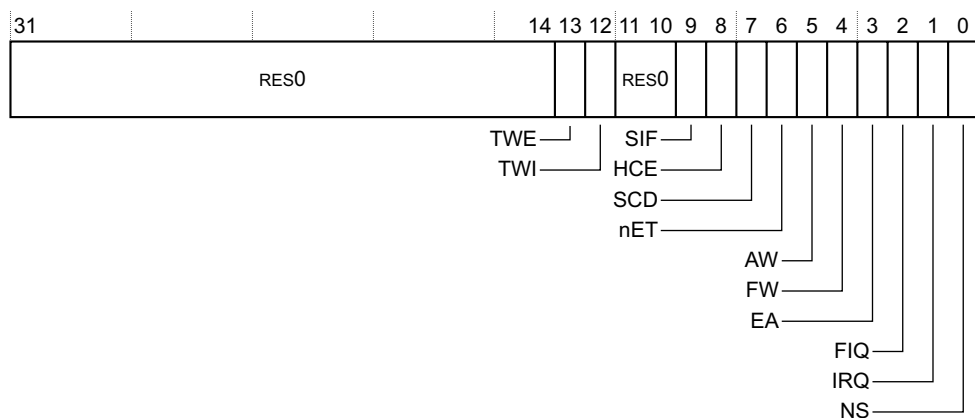 31 14 13 12 11 10 9 8 7 6 5 4 3 2 1 0
RES0 RES0
TWE SIF
TWI HCE
SCD
nET
AW
FW
EA
FIQ
IRQ
NS